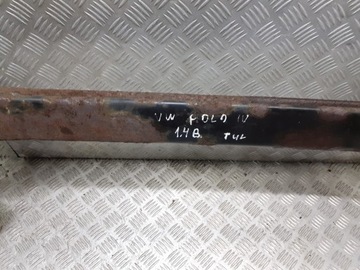 VW POLO IV
1.4B. TYŁ